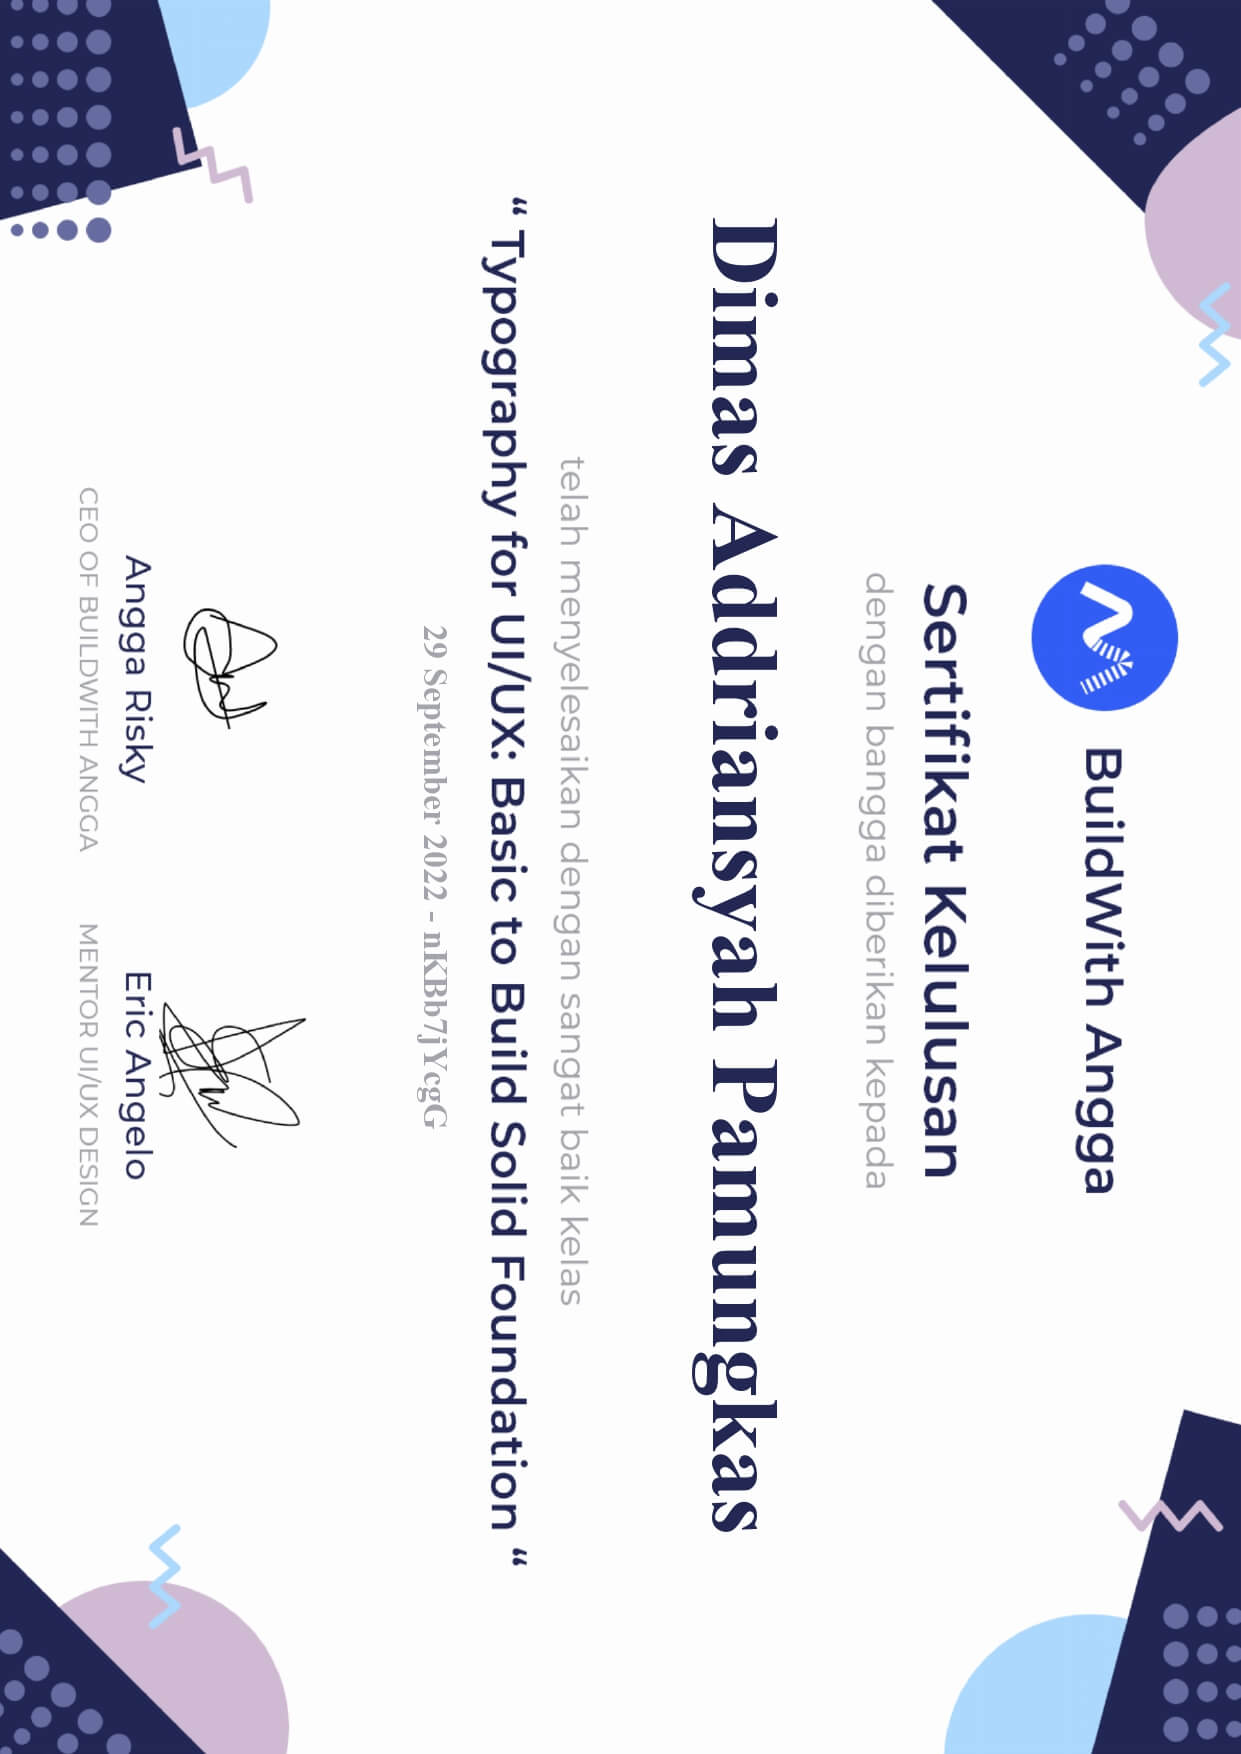 BuildWith Angga
Sertifikat Kelulusan
dengan bangga diberikan kepada
Dimas Addriansyah Pamungkas
telah menyelesaikan dengan sangat baik kelas
“ Typography for UI/UX: Basic to Build Solid Foundation “
29 September 2022 - nKBb7jYcgG
Angga Risky
CEO OF BUILDWITH ANGGA
Eric Angelo
MENTOR UI/UX DESIGN